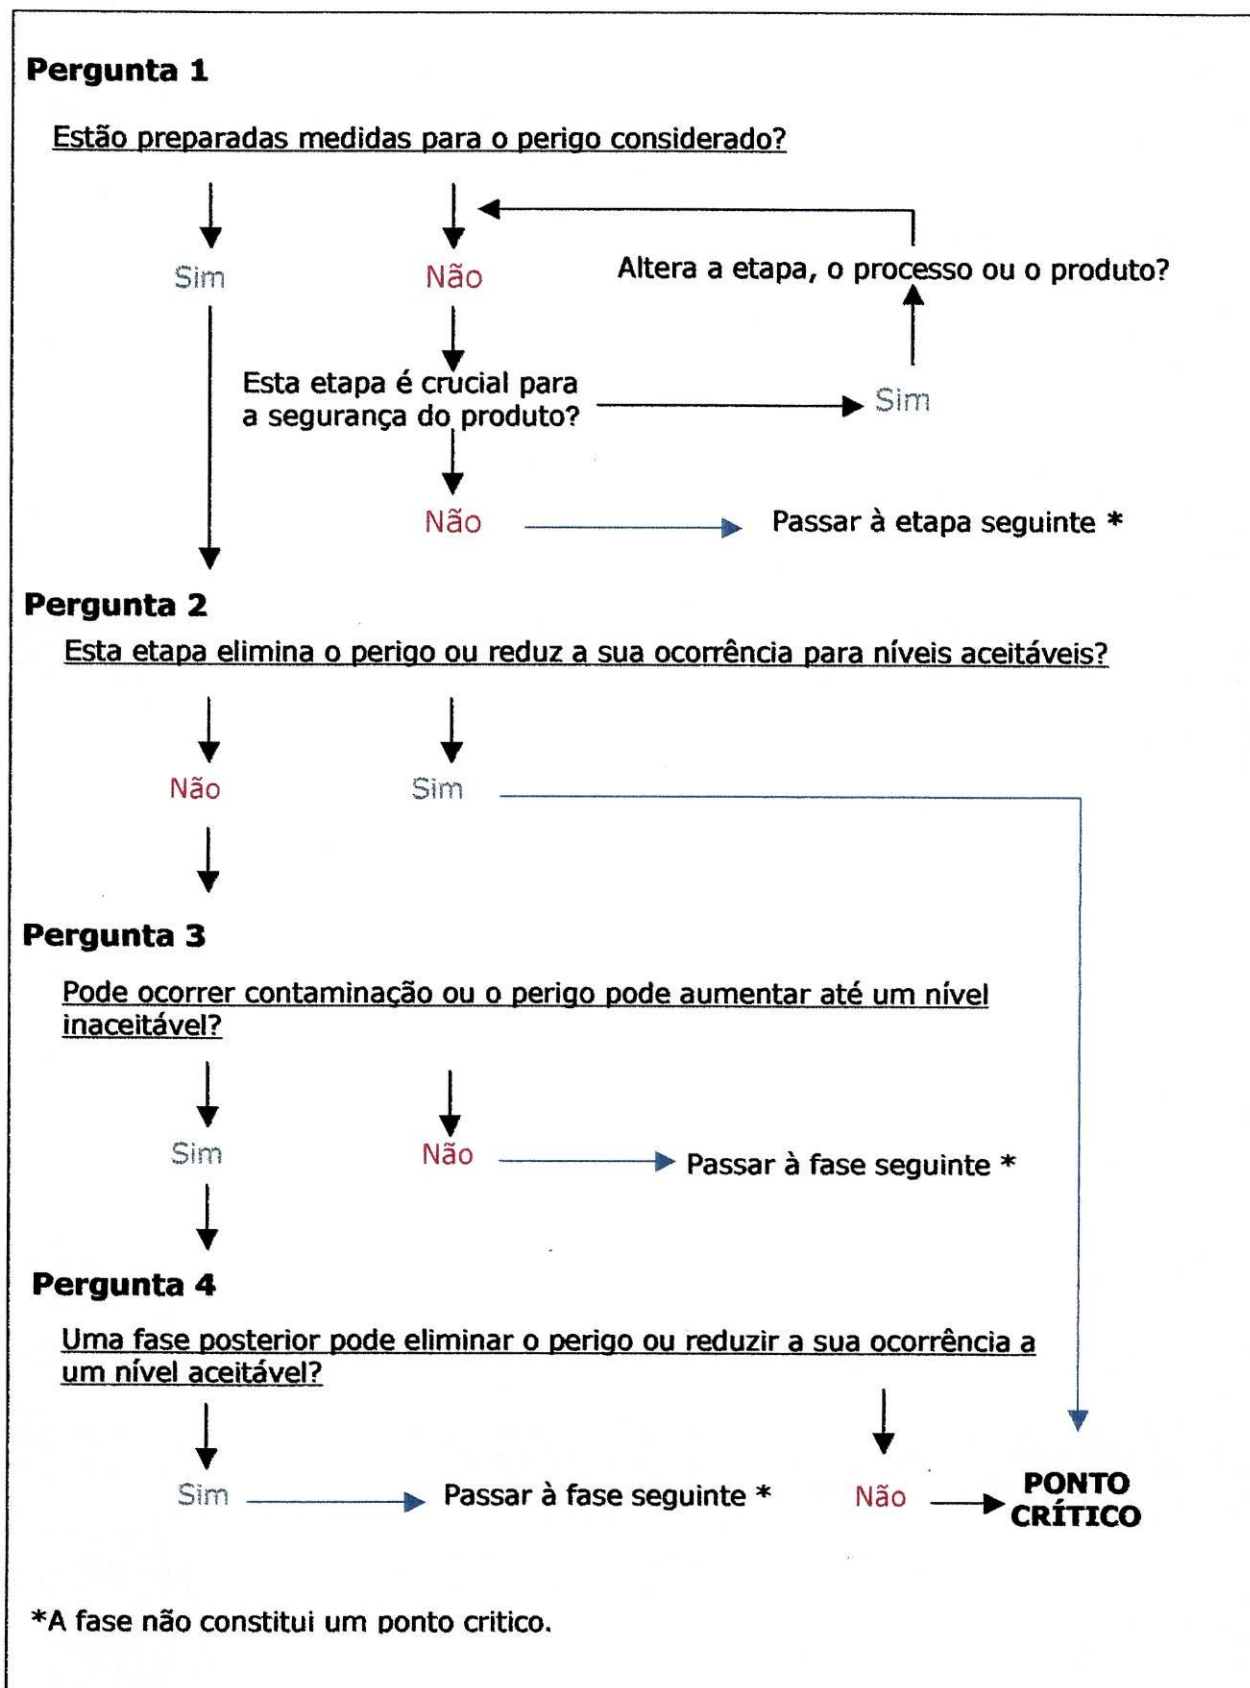 Pergunta 1
Estão preparadas medidas para o perigo considerado?
Sim
Não
Altera a etapa, o processo ou o produto?
Esta etapa é crucial para
a segurança do produto?
Sim
Não
Passar à etapa seguinte *
Pergunta 2
Esta etapa elimina o perigo ou reduz a sua ocorrência para níveis aceitáveis?
Não
Sim
Pergunta 3
Pode ocorrer contaminação ou o perigo pode aumentar até um nível
inaceitável?
Sim
Não
Passar à fase seguinte *
Pergunta 4
Uma fase posterior pode eliminar o perigo ou reduzir a sua ocorrência a
um nível aceitável?
Sim
Passar à fase seguinte *
Não
PONTO
CRÍTICO
*A fase não constitui um ponto critico.